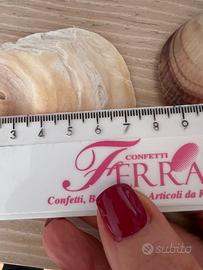 3 4 5 6 7 8 9
CONFETTI
FERRA
Confetti, B
Articoli da R
subito